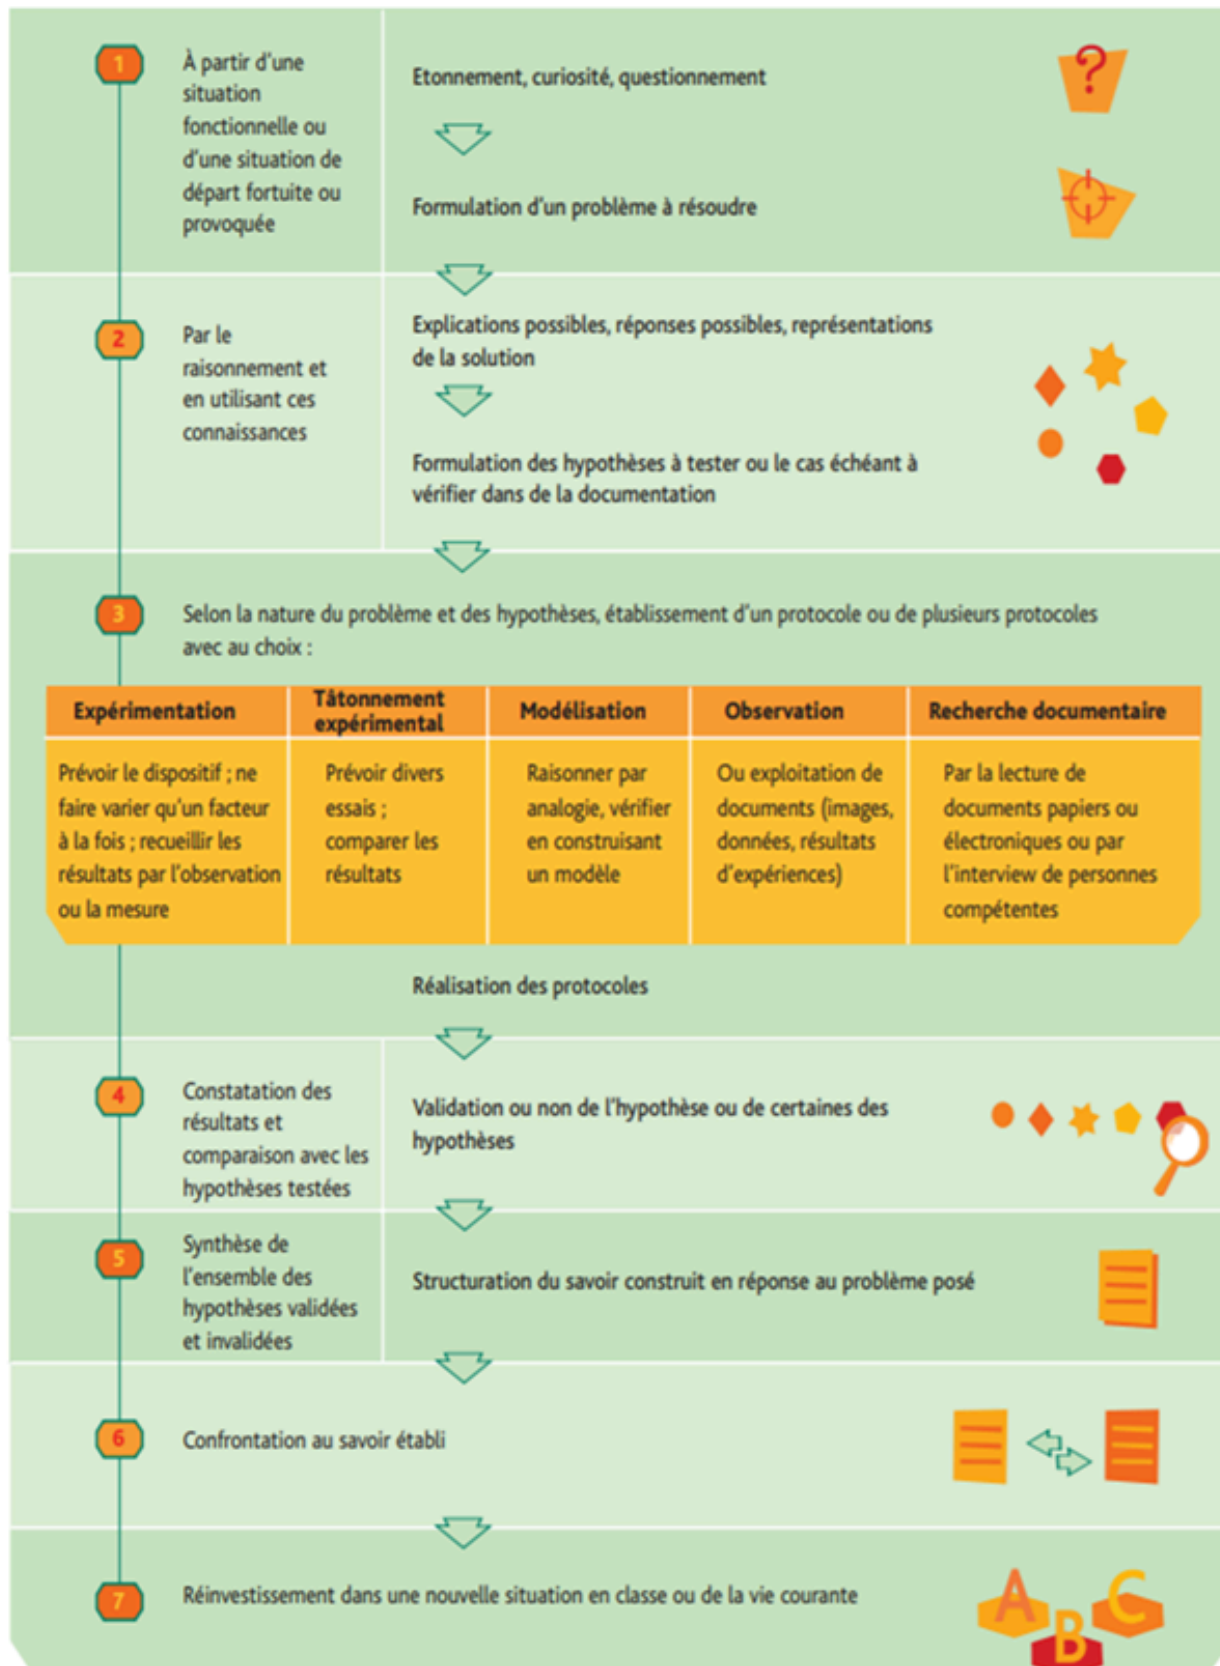 1
À partir d'une
situation
fonctionnelle ou
d'une situation de
départ fortuite ou
provoquée
Etonnement, curiosité, questionnement
?
Formulation d'un problème à résoudre
2
Par le
raisonnement et
en utilisant ces
connaissances
Explications possibles, réponses possibles, représentations
de la solution
Formulation des hypothèses à tester ou le cas échéant à
vérifier dans de la documentation
3
Selon la nature du problème et des hypothèses, établissement d'un protocole ou de plusieurs protocoles
avec au choix :
Expérimentation
Prévoir le dispositif ; ne
faire varier qu'un facteur
à la fois ; recueillir les
résultats par l'observation
ou la mesure
Tâtonnement
expérimental
Prévoir divers
essais ;
comparer les
résultats
Modélisation
Raisonner par
analogie, vérifier
en construisant
un modèle
Observation
Ou exploitation de
documents (images,
données, résultats
d'expériences)
Recherche documentaire
Par la lecture de
documents papiers ou
électroniques ou par
l'interview de personnes
compétentes
Réalisation des protocoles
4
Constatation des
résultats et
comparaison avec les
hypothèses testées
Validation ou non de l'hypothèse ou de certaines des
hypothèses
5
Synthèse de
l'ensemble des
hypothèses validées
et invalidées
Structuration du savoir construit en réponse au problème posé
6
Confrontation au savoir établi
7
Réinvestissement dans une nouvelle situation en classe ou de la vie courante
A B C